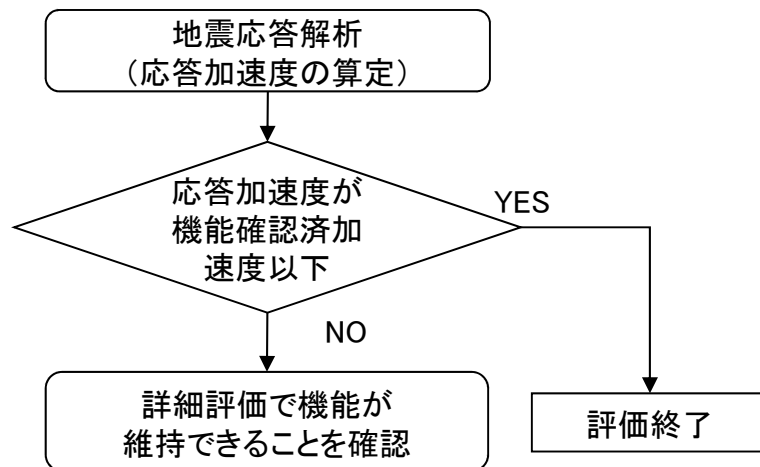 地震応答解析
（応答加速度の算定）
応答加速度が
機能確認済加
速度以下
YES
NO
詳細評価で機能が
維持できることを確認
評価終了